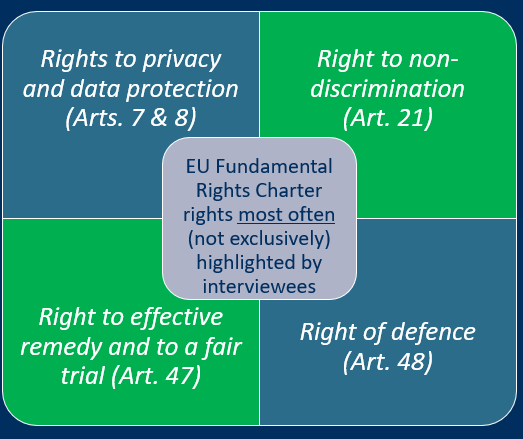 Rights to privacy
and data protection
(Arts. 7 & 8)
Right to non-
discrimination
(Art. 21)
EU Fundamental
Rights Charter
rights most often
(not exclusively)
highlighted by
interviewees
Right to effective
remedy and to a fair
trial (Art. 47)
Right of defence
(Art. 48)